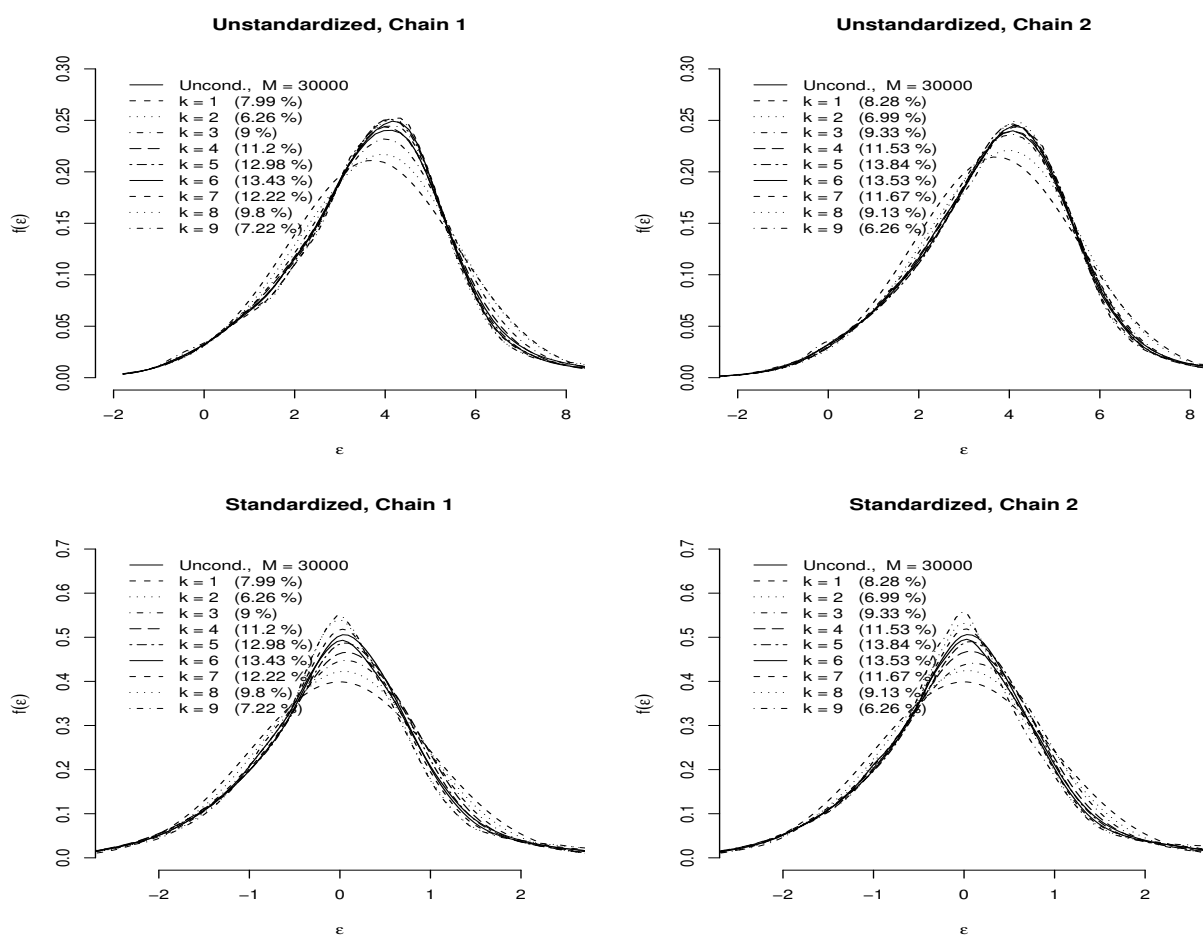 Unstandardized, Chain 1
f(ε)
0.30
0.25
0.20
0.15
0.10
0.05
0.00
Uncond., M = 30000
k = 1 (7.99 %)
k = 2 (6.26 %)
k = 3 (9 %)
k = 4 (11.2 %)
k = 5 (12.98 %)
k = 6 (13.43 %)
k = 7 (12.22 %)
k = 8 (9.8 %)
k = 9 (7.22 %)
−2 0 2 4 6 8
ε
Unstandardized, Chain 2
f(ε)
0.30
0.25
0.20
0.15
0.10
0.05
0.00
Uncond., M = 30000
k = 1 (8.28 %)
k = 2 (6.99 %)
k = 3 (9.33 %)
k = 4 (11.53 %)
k = 5 (13.84 %)
k = 6 (13.53 %)
k = 7 (11.67 %)
k = 8 (9.13 %)
k = 9 (6.26 %)
−2 0 2 4 6 8
ε
Standardized, Chain 1
f(ε)
0.7
0.6
0.5
0.4
0.3
0.2
0.1
0.0
Uncond., M = 30000
k = 1 (7.99 %)
k = 2 (6.26 %)
k = 3 (9 %)
k = 4 (11.2 %)
k = 5 (12.98 %)
k = 6 (13.43 %)
k = 7 (12.22 %)
k = 8 (9.8 %)
k = 9 (7.22 %)
−2 −1 0 1 2
ε
Standardized, Chain 2
f(ε)
0.7
0.6
0.5
0.4
0.3
0.2
0.1
0.0
Uncond., M = 30000
k = 1 (8.28 %)
k = 2 (6.99 %)
k = 3 (9.33 %)
k = 4 (11.53 %)
k = 5 (13.84 %)
k = 6 (13.53 %)
k = 7 (11.67 %)
k = 8 (9.13 %)
k = 9 (6.26 %)
−2 −1 0 1 2
ε